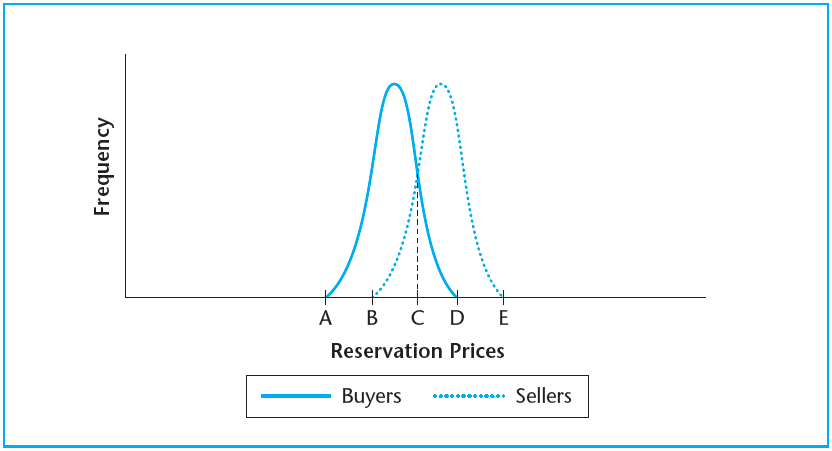 Frequency
A B C D E
Reservation Prices
Buyers Sellers